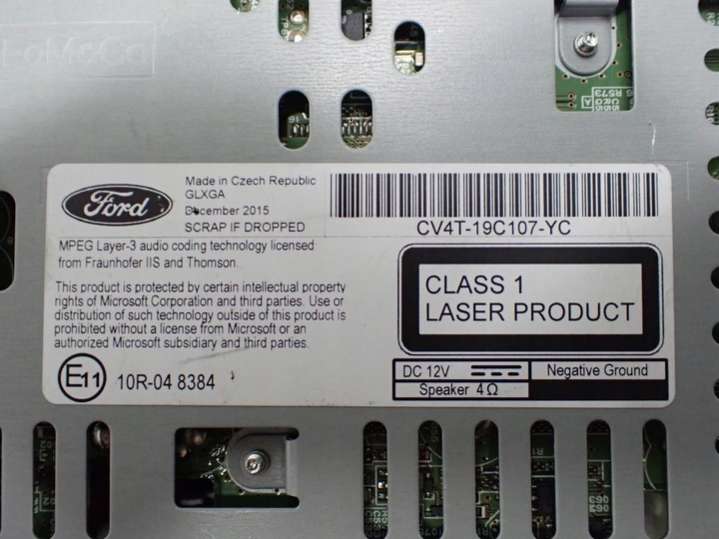 FoMoCo
Ford
Made in Czech Republic
GLXGA
December 2015
SCRAP IF DROPPED
CV4T-19C107-YC
MPEG Layer-3 audio coding technology licensed
from Fraunhofer IIS and Thomson.
This product is protected by certain intellectual property
rights of Microsoft Corporation and third parties. Use or
distribution of such technology outside of this product is
prohibited without a license from Microsoft or an
authorized Microsoft subsidiary and third parties.
CLASS 1
LASER PRODUCT
E11 10R-04 8384
DC 12V
Negative Ground
Speaker 4Ω
R573